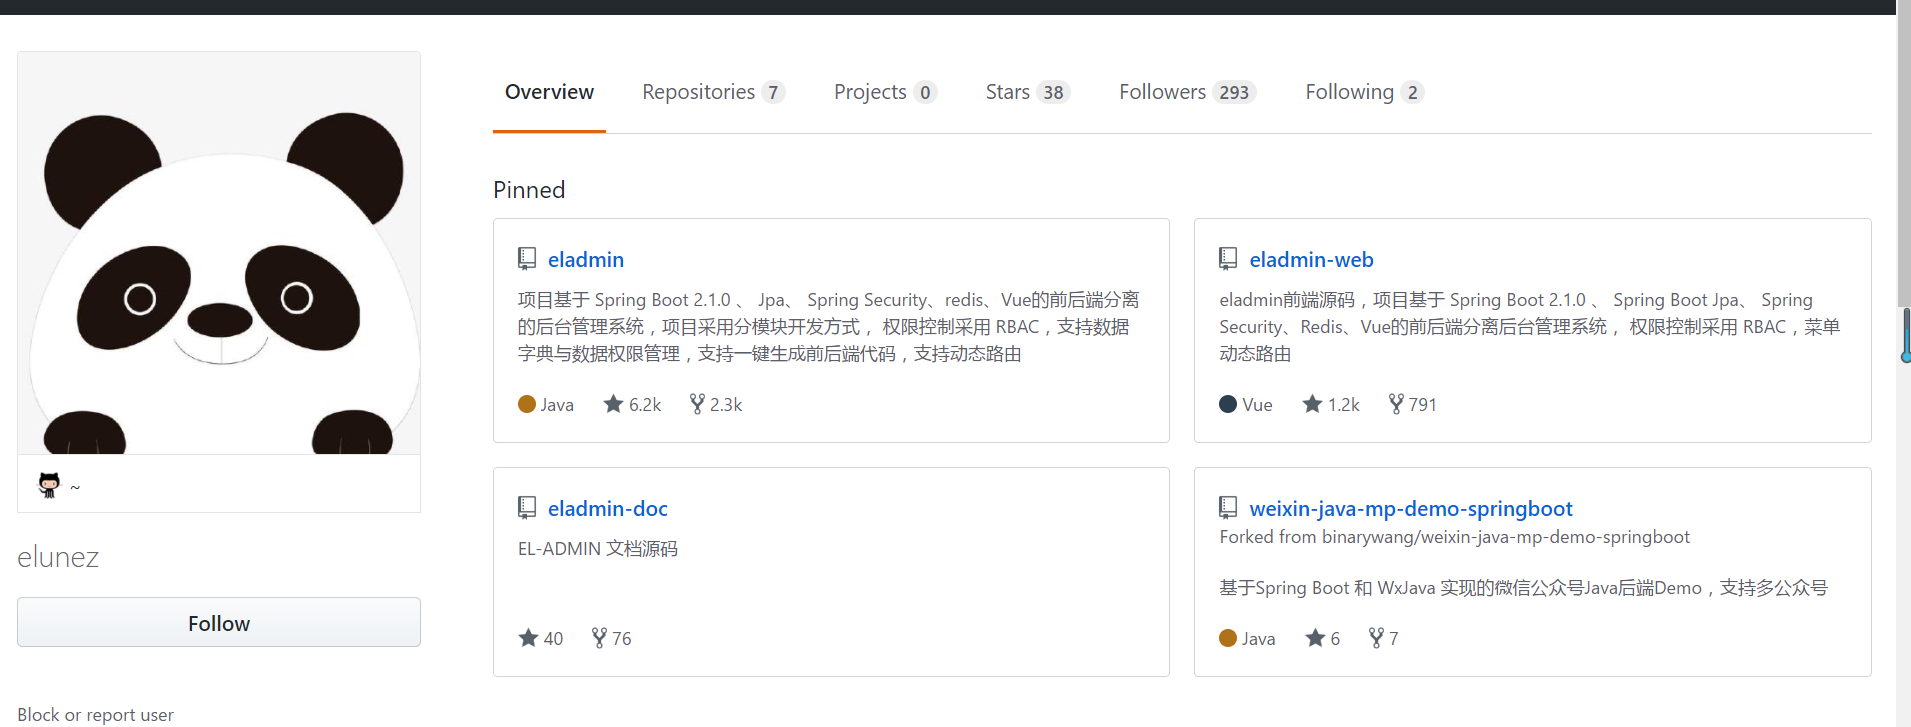 Overview Repositories 7 Projects 0 Stars 38 Followers 293 Following 2
Pinned
eladmin
项目基于 Spring Boot 2.1.0 、 Jpa、 Spring Security、redis、Vue的前后端分离
的后台管理系统，项目采用分模块开发方式， 权限控制采用 RBAC，支持数据
字典与数据权限管理，支持一键生成前后端代码，支持动态路由
Java 6.2k 2.3k
eladmin-web
eladmin前端源码，项目基于 Spring Boot 2.1.0 、 Spring Boot Jpa、 Spring
Security、Redis、Vue的前后端分离后台管理系统， 权限控制采用 RBAC，菜单
动态路由
Vue 1.2k 791
eladmin-doc
EL-ADMIN 文档源码
40 76
weixin-java-mp-demo-springboot
Forked from binarywang/weixin-java-mp-demo-springboot
基于Spring Boot 和 WxJava 实现的微信公众号Java后端Demo，支持多公众号
Java 6 7
~
elunez
Follow
Block or report user